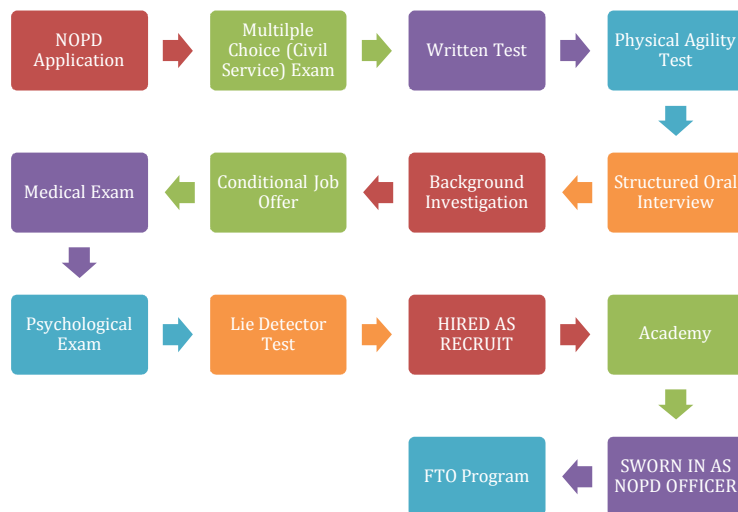 NOPD
Application
Multilple
Choice (Civil
Service) Exam
Written Test
Physical Agility
Test
Structured Oral
Interview
Background
Investigation
Conditional Job
Offer
Medical Exam
Psychological
Exam
Lie Detector
Test
HIRED AS
RECRUIT
Academy
SWORN IN AS
NOPD OFFICER
FTO Program